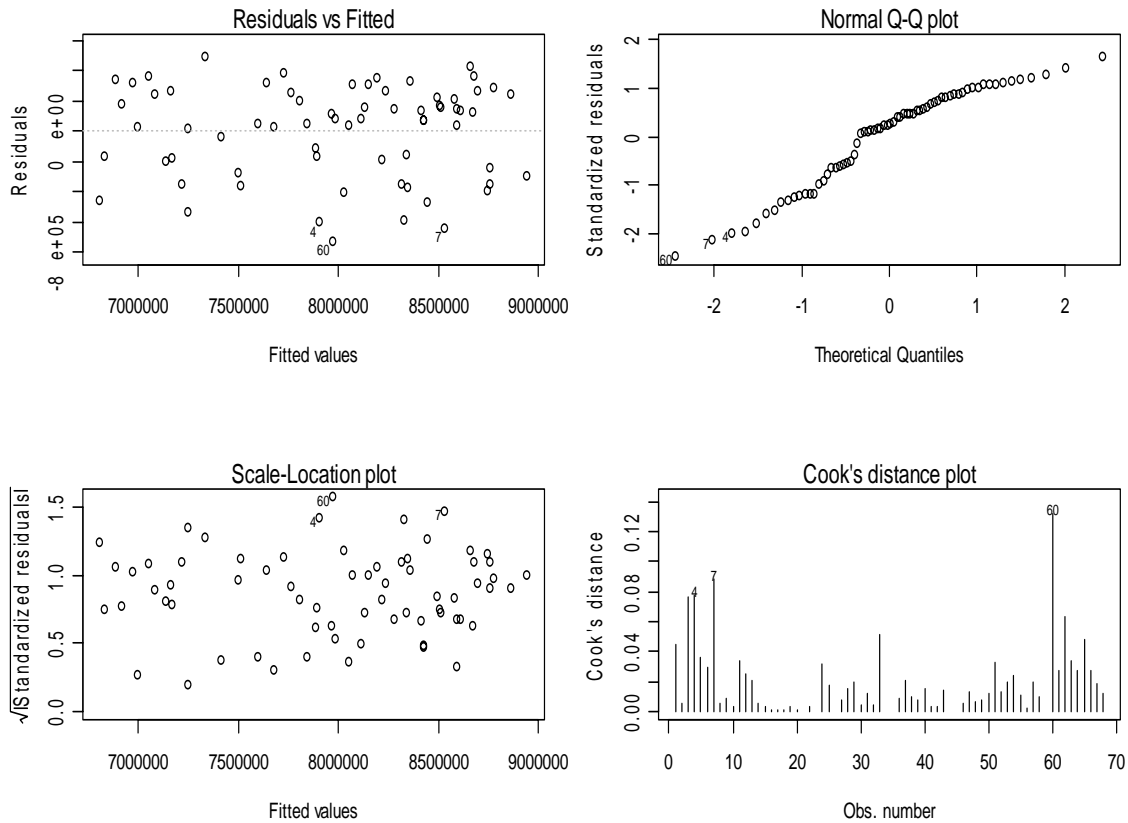 Residuals vs Fitted
Residuals
-8 e+05 0 e+00
4
60
7
7000000 7500000 8000000 8500000 9000000
Fitted values
Normal Q-Q plot
Standardized residuals
-2 -1 0 1 2
60
7
4
-2 -1 0 1 2
Theoretical Quantiles
Scale-Location plot
√|Standardized residuals|
0.0 0.5 1.0 1.5
60
4
7
7000000 7500000 8000000 8500000 9000000
Fitted values
Cook's distance plot
Cook's distance
0.00 0.04 0.08 0.12
4
7
60
0 10 20 30 40 50 60 70
Obs. number